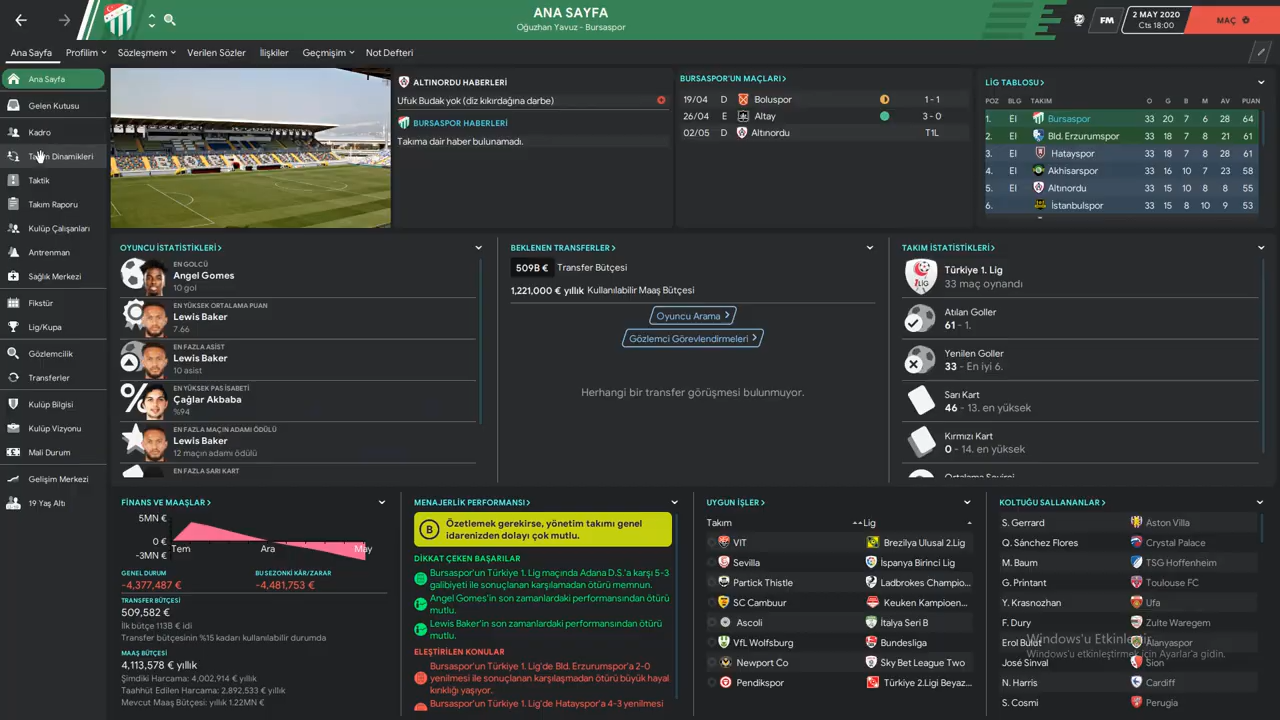 ANA SAYFA
Oğuzhan Yavuz - Bursaspor
FM
2 MAY 2020
Cts 18:00
MAÇ
Ana Sayfa
Profilim
Sözleşmem
Verilen Sözler
İlişkiler
Geçmişim
Not Defteri
Ana Sayfa
Gelen Kutusu
Kadro
Dinamikleri
Taktik
Takım Raporu
Kulüp Çalışanları
Antrenman
Sağlık Merkezi
Fikstür
Lig/Kupa
Gözlemcilik
Transferler
Kulüp Bilgisi
Kulüp Vizyonu
Mali Durum
Gelişim Merkezi
19 Yaş Altı
ALTINORDU HABERLERİ
Ufuk Budak yok (diz kıkırdağına darbe)
BURSASPOR HABERLERİ
Takıma dair haber bulunamadı.
BURSASPOR'UN MAÇLARI
19/04 D Boluspor 1 - 1
26/04 E Altay 3 - 0
02/05 D Altınordu T1L
LİG TABLOSU
POZ BLG TAKIM O G B M AV PUAN
1. El Bursaspor 33 20 7 6 28 64
2. El Bld. Erzurumspor 33 18 7 8 21 61
3. El Hatayspor 33 18 7 8 28 61
4. El Akhisarspor 33 16 10 7 23 58
5. El Altınordu 33 15 10 8 8 55
6. İstanbulspor 33 15 8 10 9 53
OYUNCU İSTATİSTİKLERİ
EN GOLCÜ
Angel Gomes
10 gol
EN YÜKSEK ORTALAMA PUAN
Lewis Baker
7.66
EN FAZLA ASİST
Lewis Baker
10 asist
EN YÜKSEK PAS İSABETİ
Çağlar Akbaba
%94
EN FAZLA MAÇIN ADAMI ÖDÜLÜ
Lewis Baker
12 maçın adamı ödülü
EN FAZLA SARI KART
BEKLENEN TRANSFERLER
509B € Transfer Bütçesi
1,221,000 € yıllık Kullanılabilir Maaş Bütçesi
Oyuncu Arama
Gözlemci Görevlendirmeleri
Herhangi bir transfer görüşmesi bulunmuyor.
TAKIM İSTATİSTİKLERİ
Türkiye 1. Lig
33 maç oynandı
Atılan Goller
61 - 1.
Yenilen Goller
33 - En iyi 6.
Sarı Kart
46 - 13. en yüksek
Kırmızı Kart
0 - 14. en yüksek
FİNANS VE MAAŞLAR
5MN €
0 €
-3MN €
Tem Ara May
GENEL DURUM
-4,377,487 €
BU SEZONKİ KÂR/ZARAR
-4,481,753 €
TRANSFER BÜTÇESİ
509,582 €
İlk bütçe 113B € idi
Transfer bütçesinin %15 kadarı kullanılabilir durumda
MAAŞ BÜTÇESİ
4,113,578 € yıllık
Şimdiki Harcama: 4,002,914 € yıllık
Taahhüt Edilen Harcama: 2,892,533 € yıllık
Mevcut Maaş Bütçesi: yıllık 1.22MN €
MENAJERLİK PERFORMANSI
B
Özetlemek gerekirse, yönetim takımı genel
idarenizden dolayı çok mutlu.
DİKKAT ÇEKEN BAŞARILAR
Bursaspor'un Türkiye 1. Lig maçında Adana D.S.'a karşı 5-3
galibiyeti ile sonuçlanan karşılamadan ötürü memnun.
Angel Gomes'in son zamanlardaki performansından ötürü
mutlu.
Lewis Baker'in son zamanlardaki performansından ötürü
mutlu.
ELEŞTİRİLEN KONULAR
Bursaspor'un Türkiye 1. Lig'de Bld. Erzurumspor'a 2-0
yenilmesi ile sonuçlanan karşılaşmadan ötürü büyük hayal
kırıklığı yaşıyor.
Bursaspor'un Türkiye 1. Lig'de Hatayspor'a 4-3 yenilmesi
UYGUN İŞLER
Takım Lig
VIT Brezilya Ulusal 2.Lig
Sevilla İspanya Birinci Lig
Partick Thistle Ladbrokes Champio...
SC Cambuur Keuken Kampioen...
Ascoli İtalya Seri B
VfL Wolfsburg Bundesliga
Newport Co Sky Bet League Two
Pendikspor Türkiye 2.Ligi Beyaz...
KOLTUĞU SALLANANLAR
S. Gerrard Aston Villa
Q. Sánchez Flores Crystal Palace
M. Baum TSG Hoffenheim
G. Printant Toulouse FC
Y. Krasnozhan Ufa
F. Dury Zulte Waregem
Erol Bulut Alanyaspor
José Sinval Sion
N. Harris Cardiff
S. Cosmi Perugia
Windows'u Etkinleştir
Windows'u etkinleştirmek için Ayarlar'a gidin.